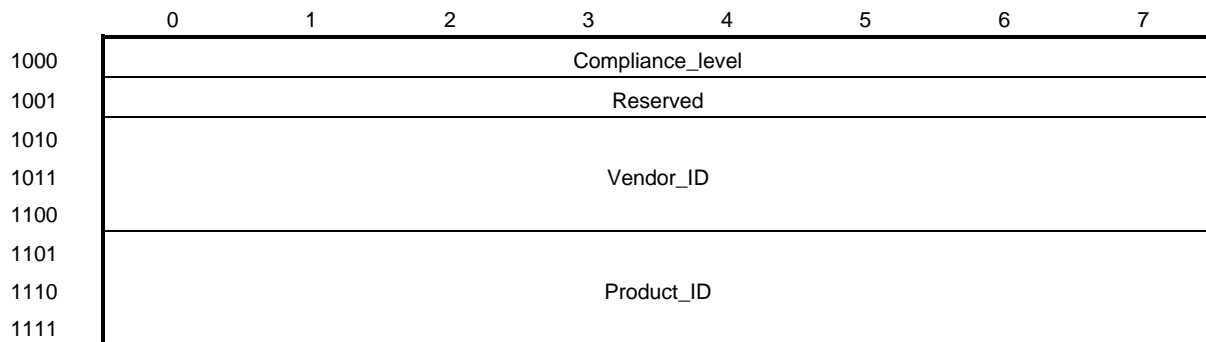 0 1 2 3 4 5 6 7
1000 Compliance_level
1001 Reserved
1010
1011 Vendor_ID
1100
1101
1110 Product_ID
1111